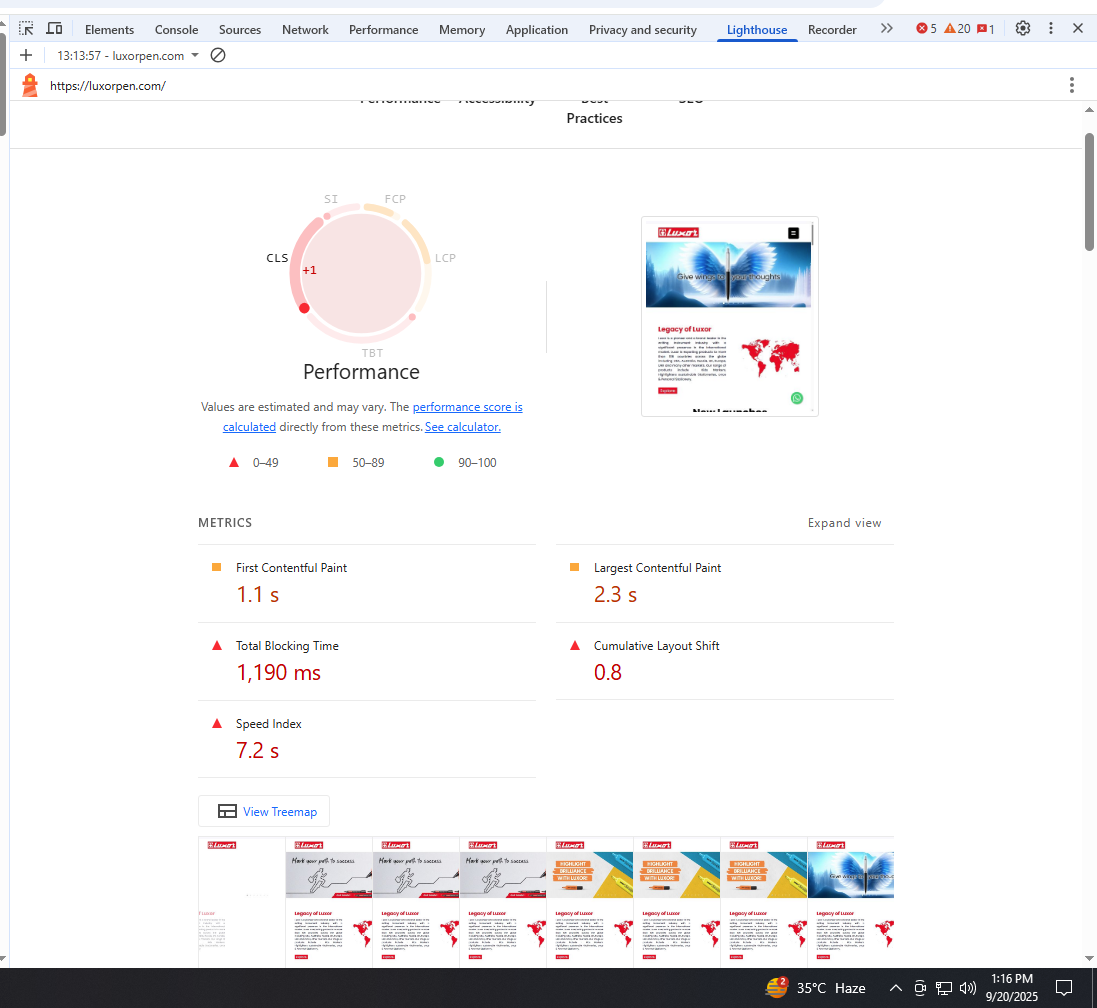 Elements Console Sources Network Performance Memory Application Privacy and security Lighthouse Recorder 5 20 1
13:13:57 - luxorpen.com
https://luxorpen.com/
Performance Accessibility Best Practices SEO
SI FCP
CLS LCP
+1
TBT
Performance
Values are estimated and may vary. The performance score is
calculated directly from these metrics. See calculator.
0–49 50–89 90–100
Luxor
Give wings to your thoughts
Legacy of Luxor
Explore
New Launches
METRICS Expand view
First Contentful Paint
1.1 s
Largest Contentful Paint
2.3 s
Total Blocking Time
1,190 ms
Cumulative Layout Shift
0.8
Speed Index
7.2 s
View Treemap
Luxor Luxor Luxor Luxor Luxor Luxor Luxor Luxor
Mark your path to success Mark your path to success Mark your path to success
HIGHLIGHT BRILLIANCE WITH LUXOR! HIGHLIGHT BRILLIANCE WITH LUXOR! HIGHLIGHT BRILLIANCE WITH LUXOR!
Legacy of Luxor Legacy of Luxor Legacy of Luxor Legacy of Luxor Legacy of Luxor Legacy of Luxor Legacy of Luxor
2 35°C Haze
1:16 PM
9/20/2025